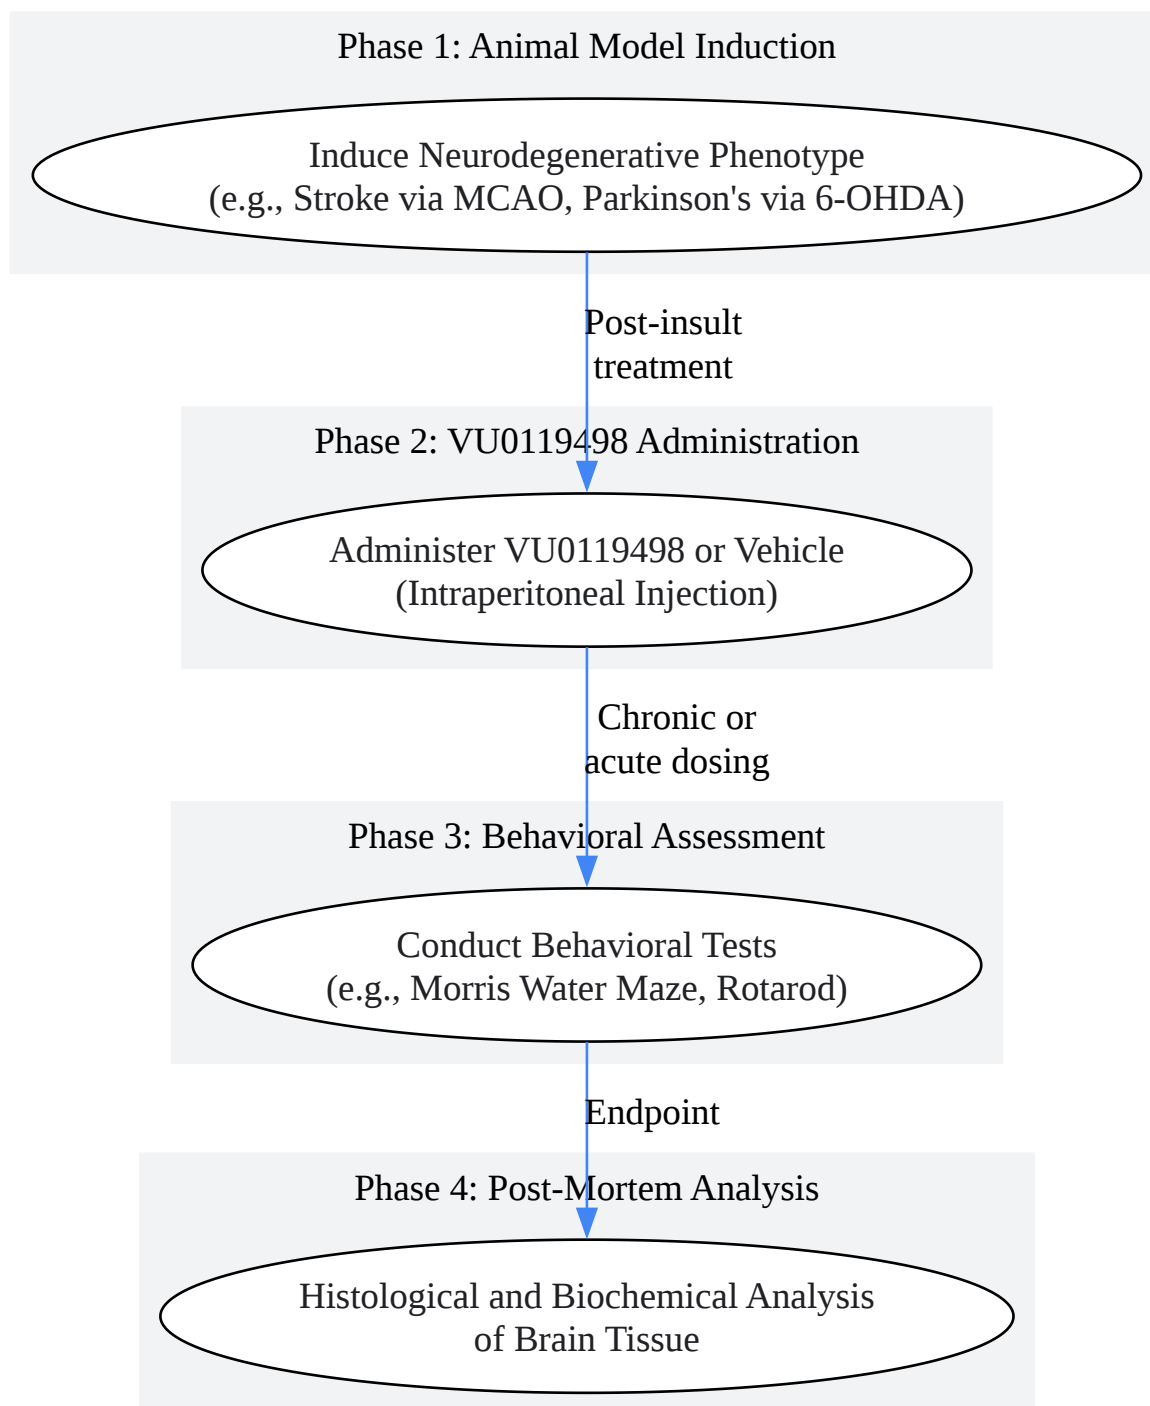 Phase 1: Animal Model Induction
Induce Neurodegenerative Phenotype
(e.g., Stroke via MCAO, Parkinson's via 6-OHDA)
Post-insult
treatment
Phase 2: VU0119498 Administration
Administer VU0119498 or Vehicle
(Intraperitoneal Injection)
Chronic or
acute dosing
Phase 3: Behavioral Assessment
Conduct Behavioral Tests
(e.g., Morris Water Maze, Rotarod)
Endpoint
Phase 4: Post-Mortem Analysis
Histological and Biochemical Analysis
of Brain Tissue